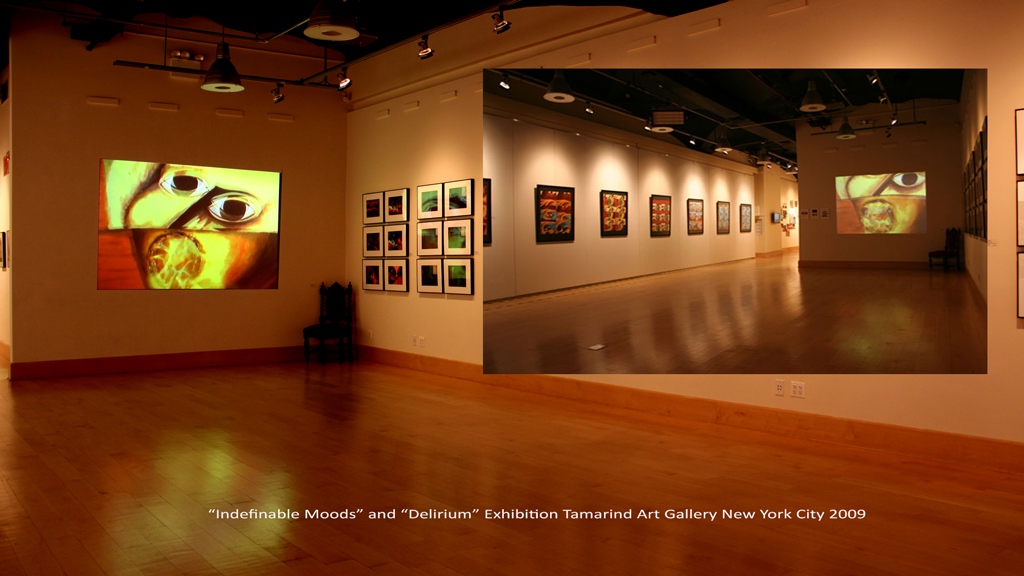 “Indefinable Moods” and “Delirium” Exhibition Tamarind Art Gallery New York City 2009